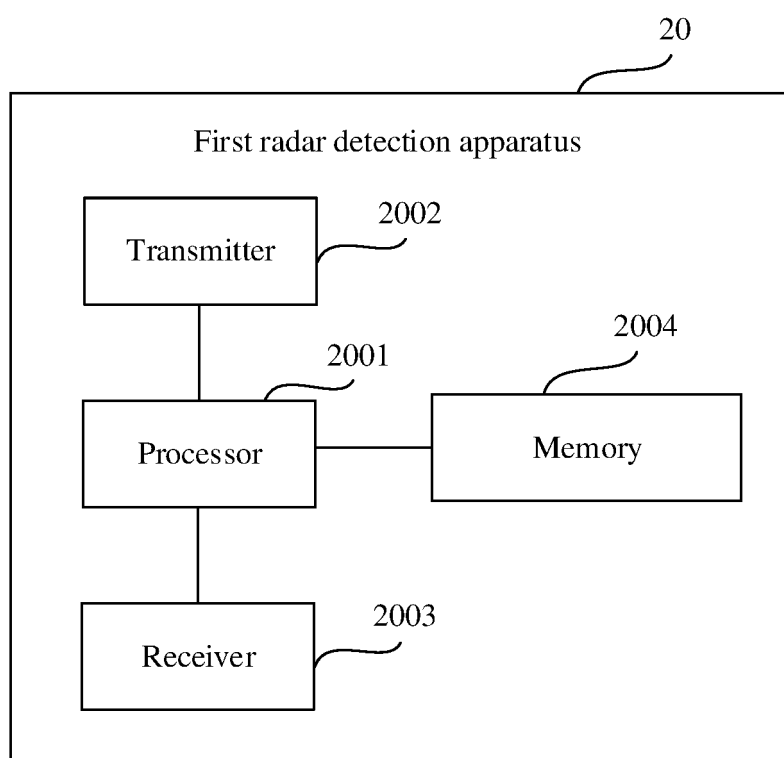 20
First radar detection apparatus
2002
Transmitter
2004
2001
Processor
Memory
2003
Receiver